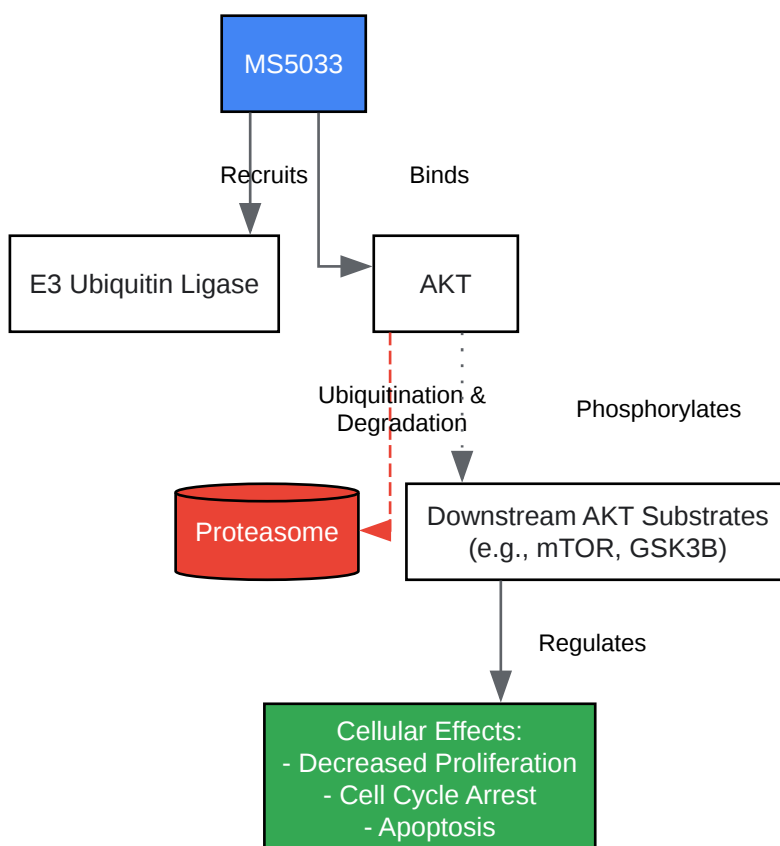 MS5033
Recruits
Binds
E3 Ubiquitin Ligase
AKT
Ubiquitination &
Degradation
Phosphorylates
Proteasome
Downstream AKT Substrates
(e.g., mTOR, GSK3B)
Regulates
Cellular Effects:
- Decreased Proliferation
- Cell Cycle Arrest
- Apoptosis